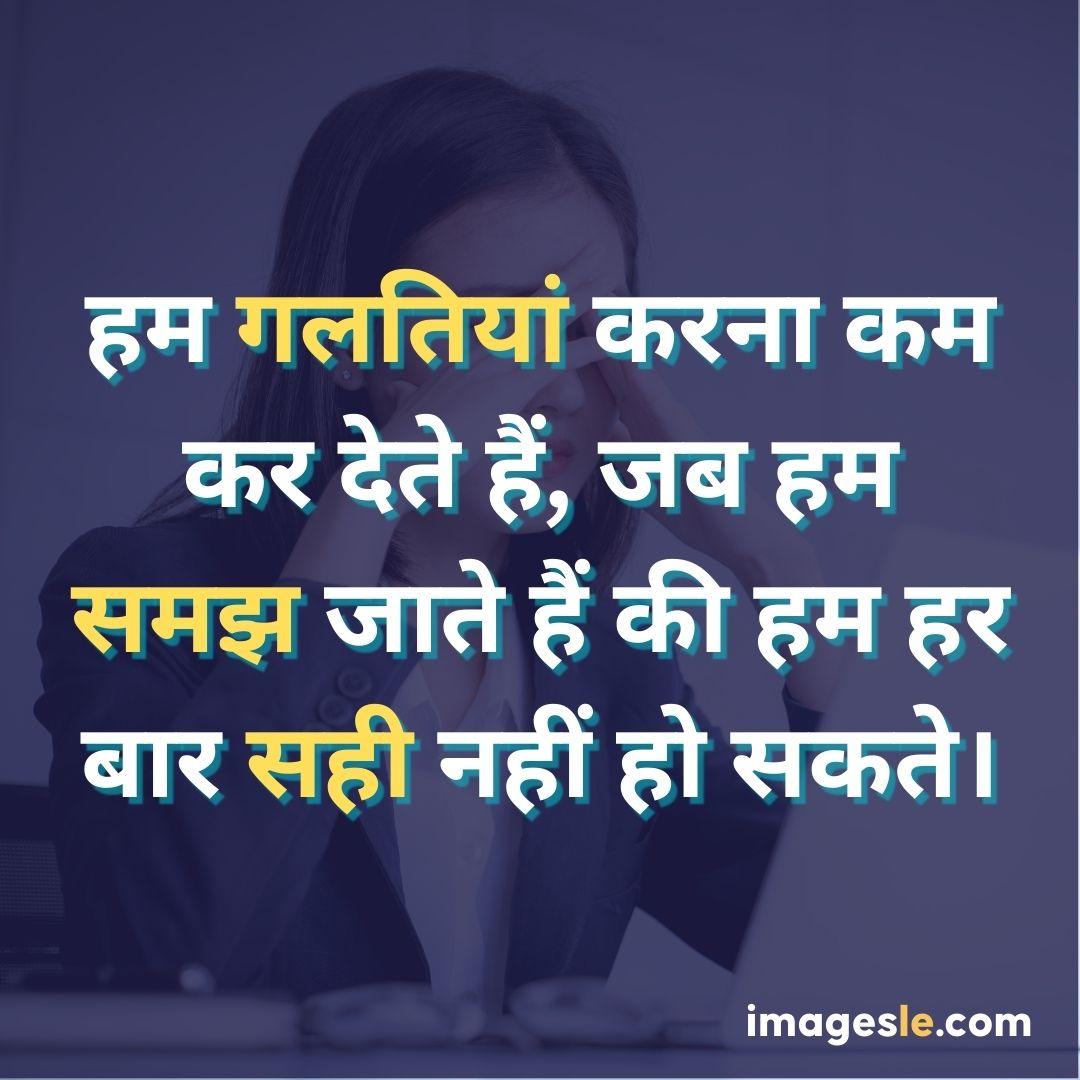 हम गलतियां करना कम
कर देते हैं, जब हम
समझ जाते हैं की हम हर
बार सही नहीं हो सकते।
imagesle.com